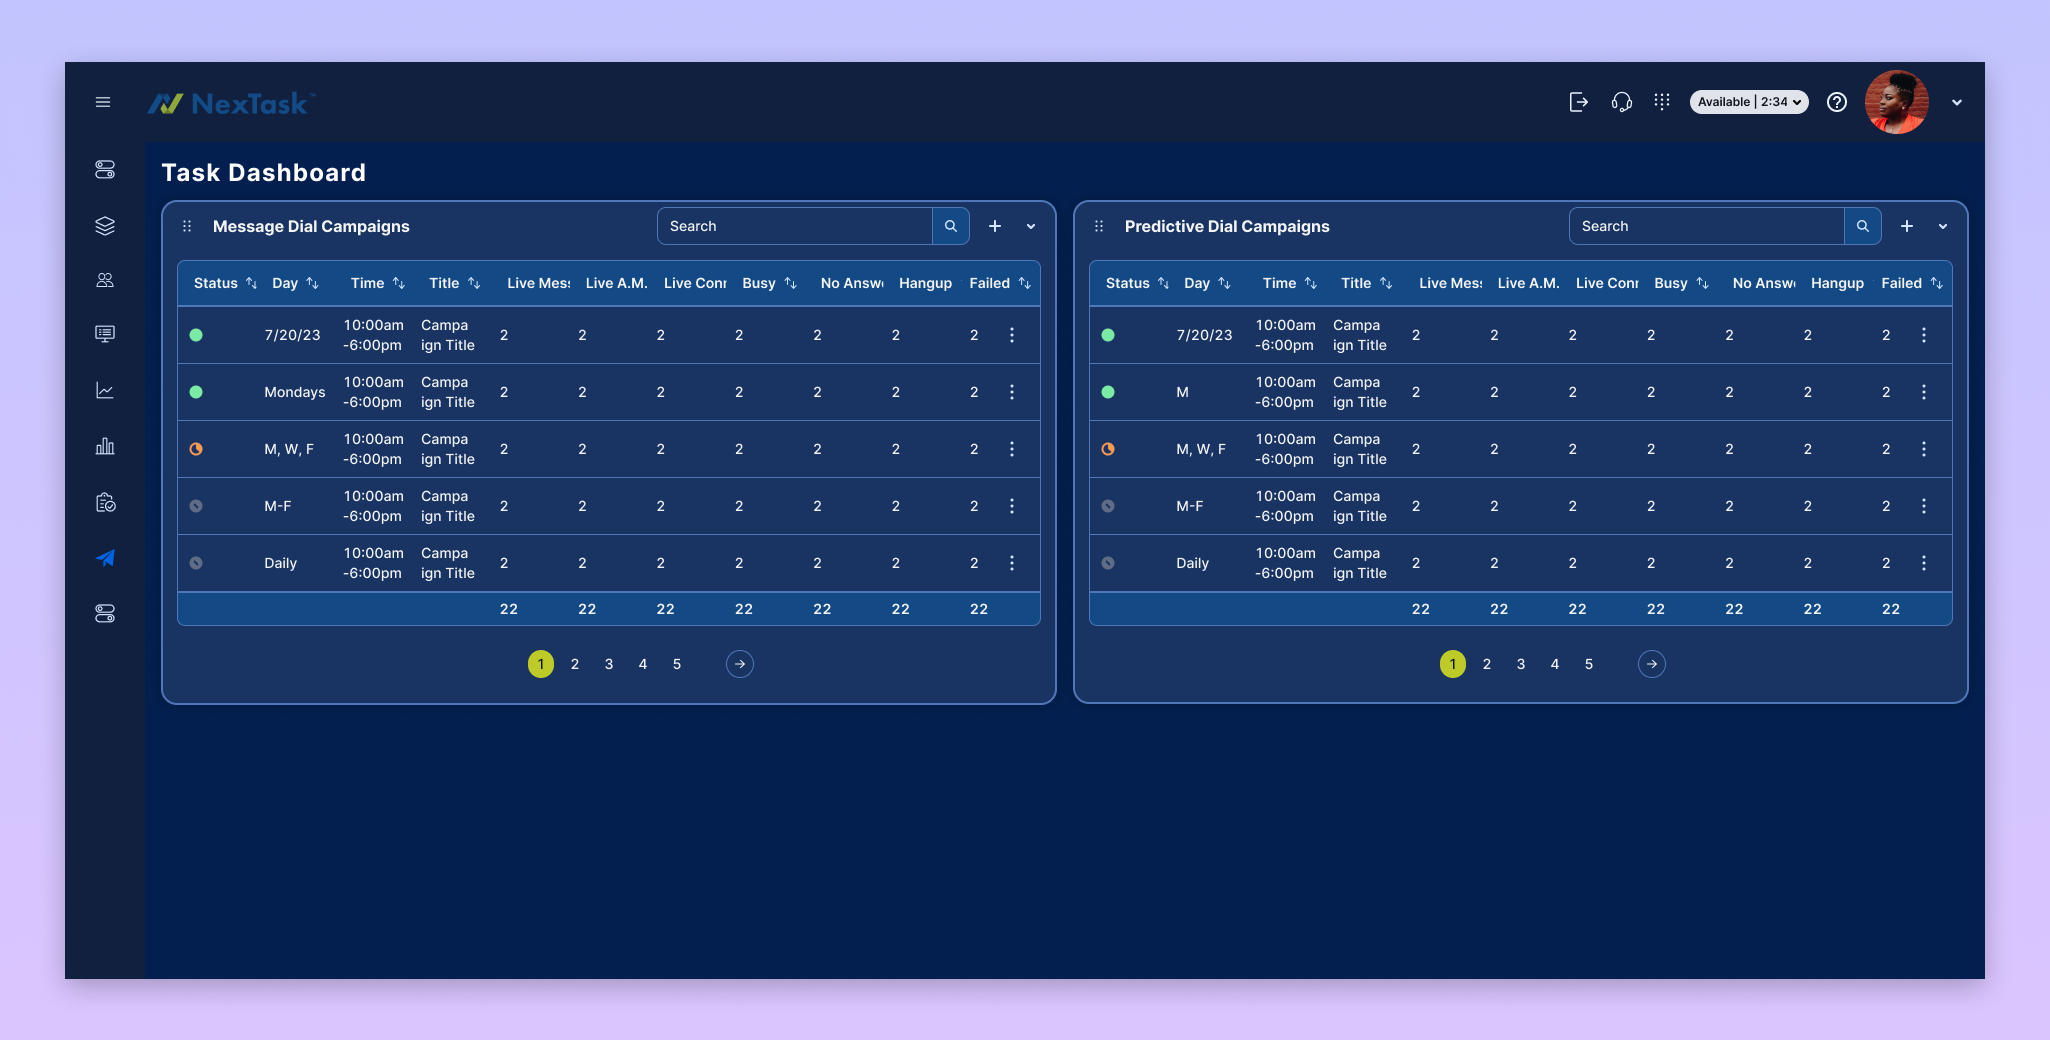 NexTask™
Available | 2:34
Task Dashboard
Message Dial Campaigns
Search
Status Day Time Title Live Mes Live A.M. Live Con Busy No Answ Hangup Failed
7/20/23 10:00am-6:00pm Campaign Title 2 2 2 2 2 2 2
Mondays 10:00am-6:00pm Campaign Title 2 2 2 2 2 2 2
M, W, F 10:00am-6:00pm Campaign Title 2 2 2 2 2 2 2
M-F 10:00am-6:00pm Campaign Title 2 2 2 2 2 2 2
Daily 10:00am-6:00pm Campaign Title 2 2 2 2 2 2 2
22 22 22 22 22 22 22
1 2 3 4 5
Predictive Dial Campaigns
Search
Status Day Time Title Live Mes Live A.M. Live Con Busy No Answ Hangup Failed
7/20/23 10:00am-6:00pm Campaign Title 2 2 2 2 2 2 2
M 10:00am-6:00pm Campaign Title 2 2 2 2 2 2 2
M, W, F 10:00am-6:00pm Campaign Title 2 2 2 2 2 2 2
M-F 10:00am-6:00pm Campaign Title 2 2 2 2 2 2 2
Daily 10:00am-6:00pm Campaign Title 2 2 2 2 2 2 2
22 22 22 22 22 22 22
1 2 3 4 5